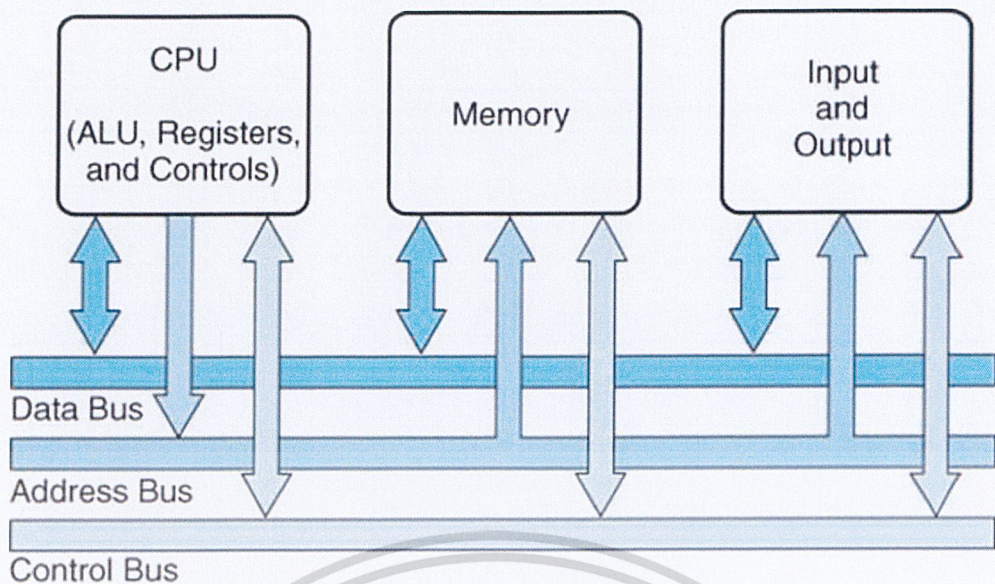 CPU
(ALU, Registers,
and Controls)
Memory
Input
and
Output
Data Bus
Address Bus
Control Bus